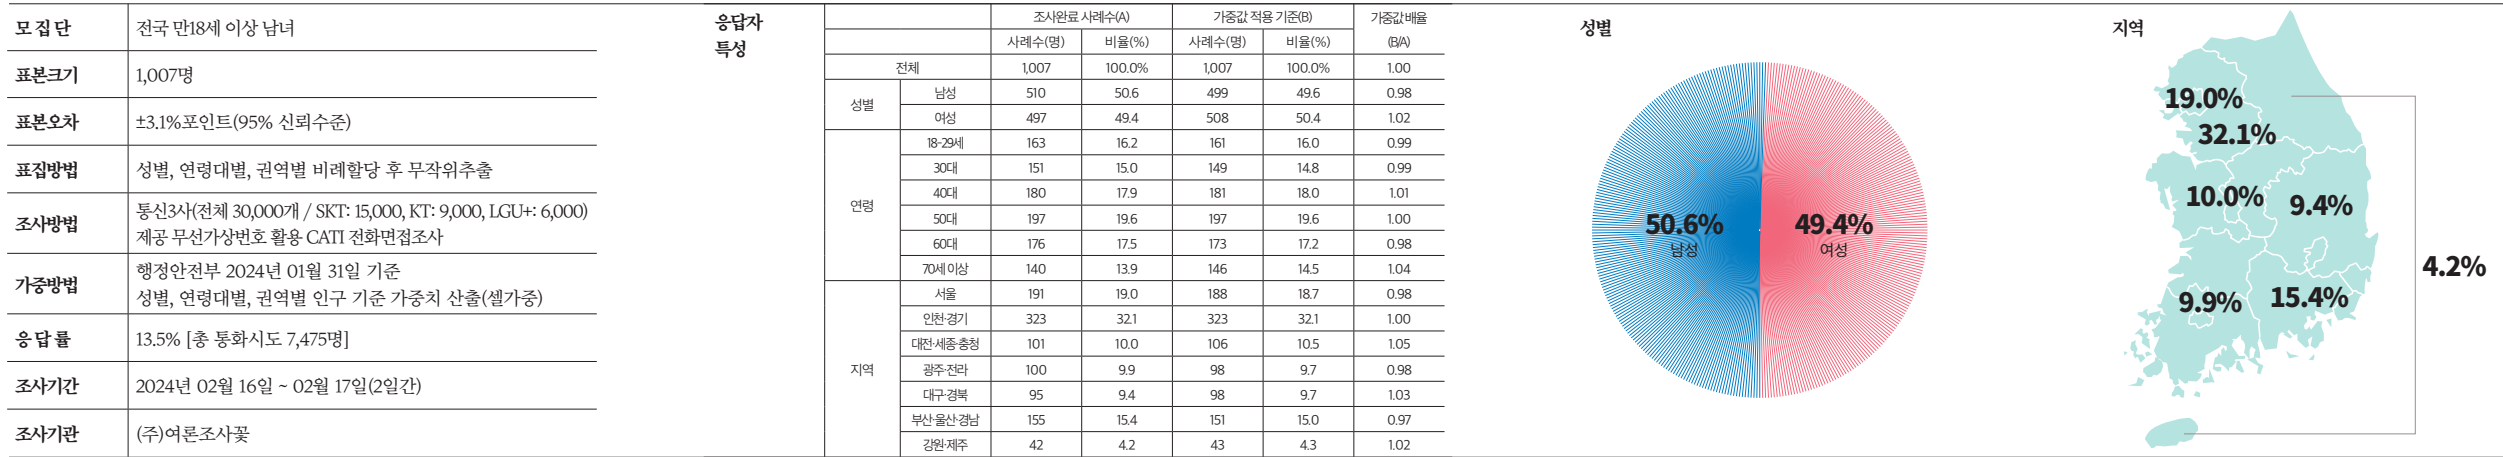 모집단 전국 만18세 이상 남녀
표본크기 1,007명
표본오차 ±3.1%포인트(95% 신뢰수준)
표집방법 성별, 연령대별, 권역별 비례할당 후 무작위추출
조사방법 통신3사(전체 30,000개 / SKT: 15,000, KT: 9,000, LGU+: 6,000)
제공 무선가상번호 활용 CATI 전화면접조사
가중방법 행정안전부 2024년 01월 31일 기준
성별, 연령대별, 권역별 인구 기준 가중치 산출(셀가중)
응답률 13.5% [총 통화시도 7,475명]
조사기간 2024년 02월 16일 ~ 02월 17일(2일간)
조사기관 (주)여론조사꽃
응답자
특성
조사완료 사례수(A) 가중값 적용 기준(B) 가중값 배율
사례수(명) 비율(%) 사례수(명) 비율(%) (B/A)
전체 1,007 100.0% 1,007 100.0% 1.00
성별 남성 510 50.6 499 49.6 0.98
여성 497 49.4 508 50.4 1.02
연령 18-29세 163 16.2 161 16.0 0.99
30대 151 15.0 149 14.8 0.99
40대 180 17.9 181 18.0 1.01
50대 197 19.6 197 19.6 1.00
60대 176 17.5 173 17.2 0.98
70세 이상 140 13.9 146 14.5 1.04
지역 서울 191 19.0 188 18.7 0.98
인천·경기 323 32.1 323 32.1 1.00
대전·세종·충청 101 10.0 106 10.5 1.05
광주·전라 100 9.9 98 9.7 0.98
대구·경북 95 9.4 98 9.7 1.03
부산·울산·경남 155 15.4 151 15.0 0.97
강원·제주 42 4.2 43 4.3 1.02
성별
50.6% 49.4%
남성 여성
지역
19.0%
32.1%
10.0% 9.4%
4.2%
9.9% 15.4%